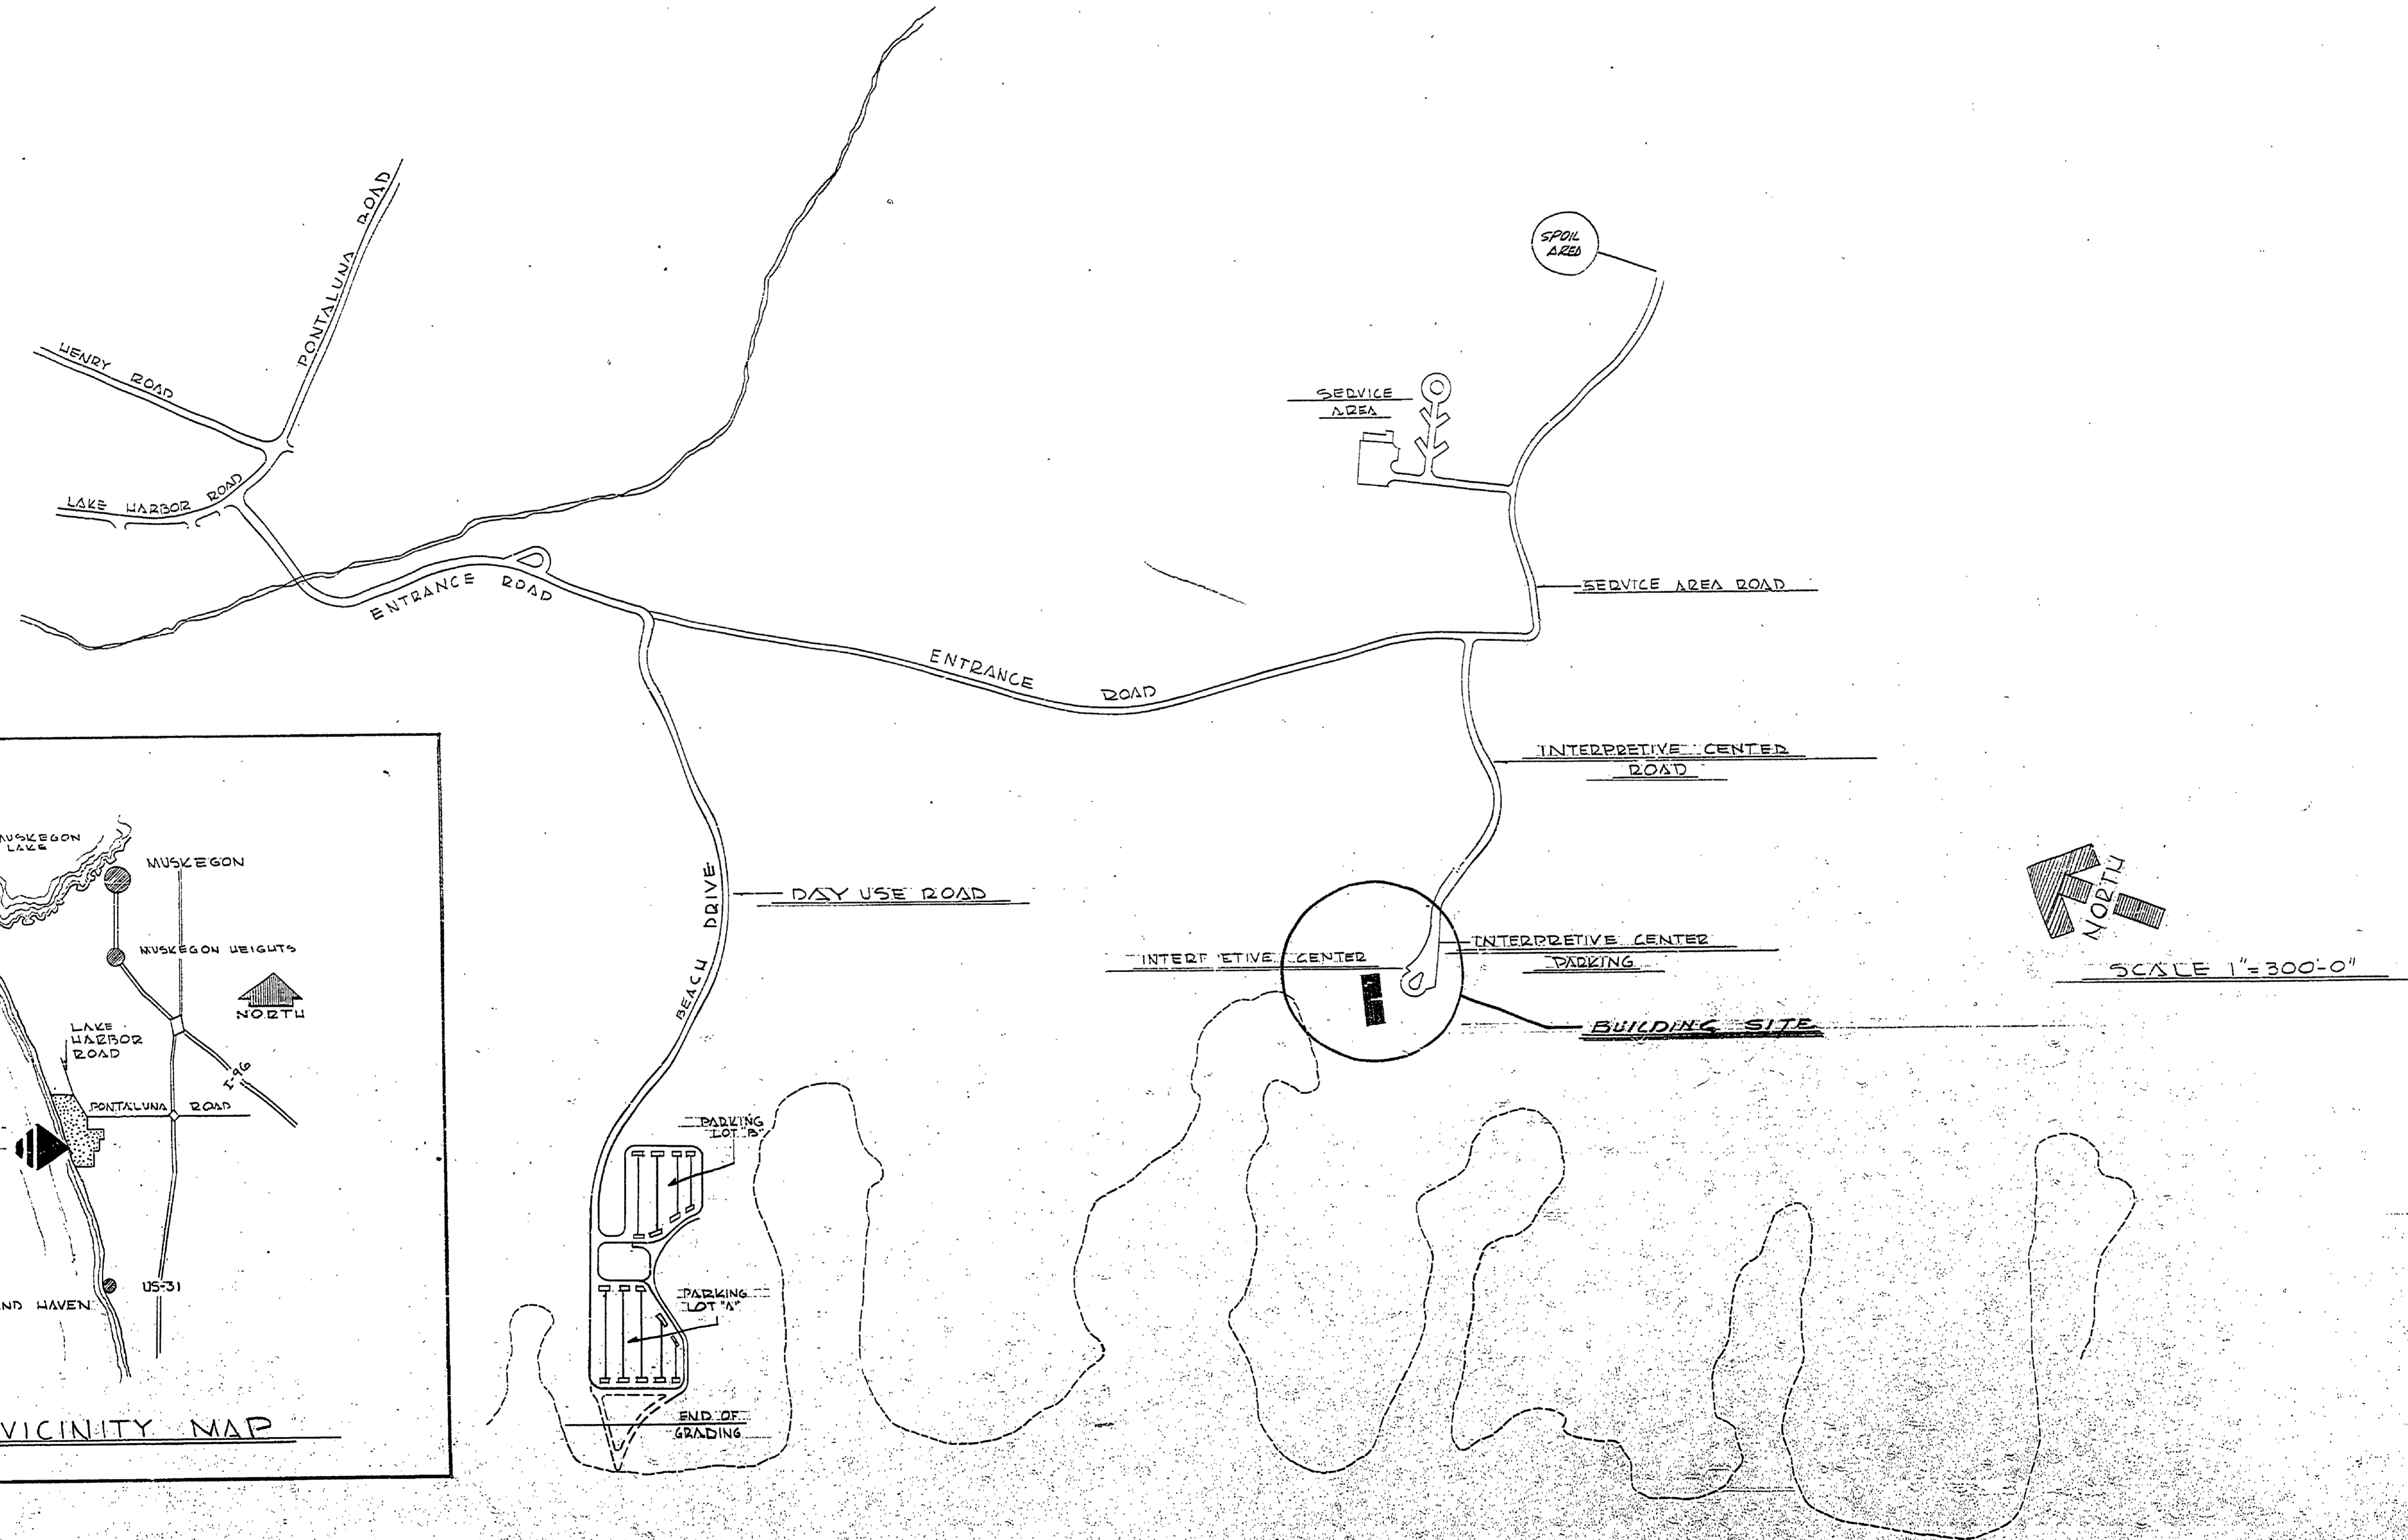 PONTALUNA ROAD
SPOIL
AREA
HENRY ROAD
SERVICE
AREA
LAKE HARBOR ROAD
ENTRANCE ROAD
SERVICE AREA ROAD
ENTRANCE ROAD
INTERPRETIVE CENTER
ROAD
BEACH DRIVE
DAY USE ROAD
INTERPRETIVE CENTER
PARKING
CENTER
BUILDING SITE
NORTH
SCALE 1"=300'-0"
PARKING
LOT "B"
PARKING
LOT "A"
END OF
GRADING
MUSKEGON
LAKE
MUSKEGON
MUSKEGON HEIGHTS
NORTH
LAKE
HARBOR
ROAD
I-96
PONTALUNA ROAD
US-31
HAVEN
VICINITY MAP